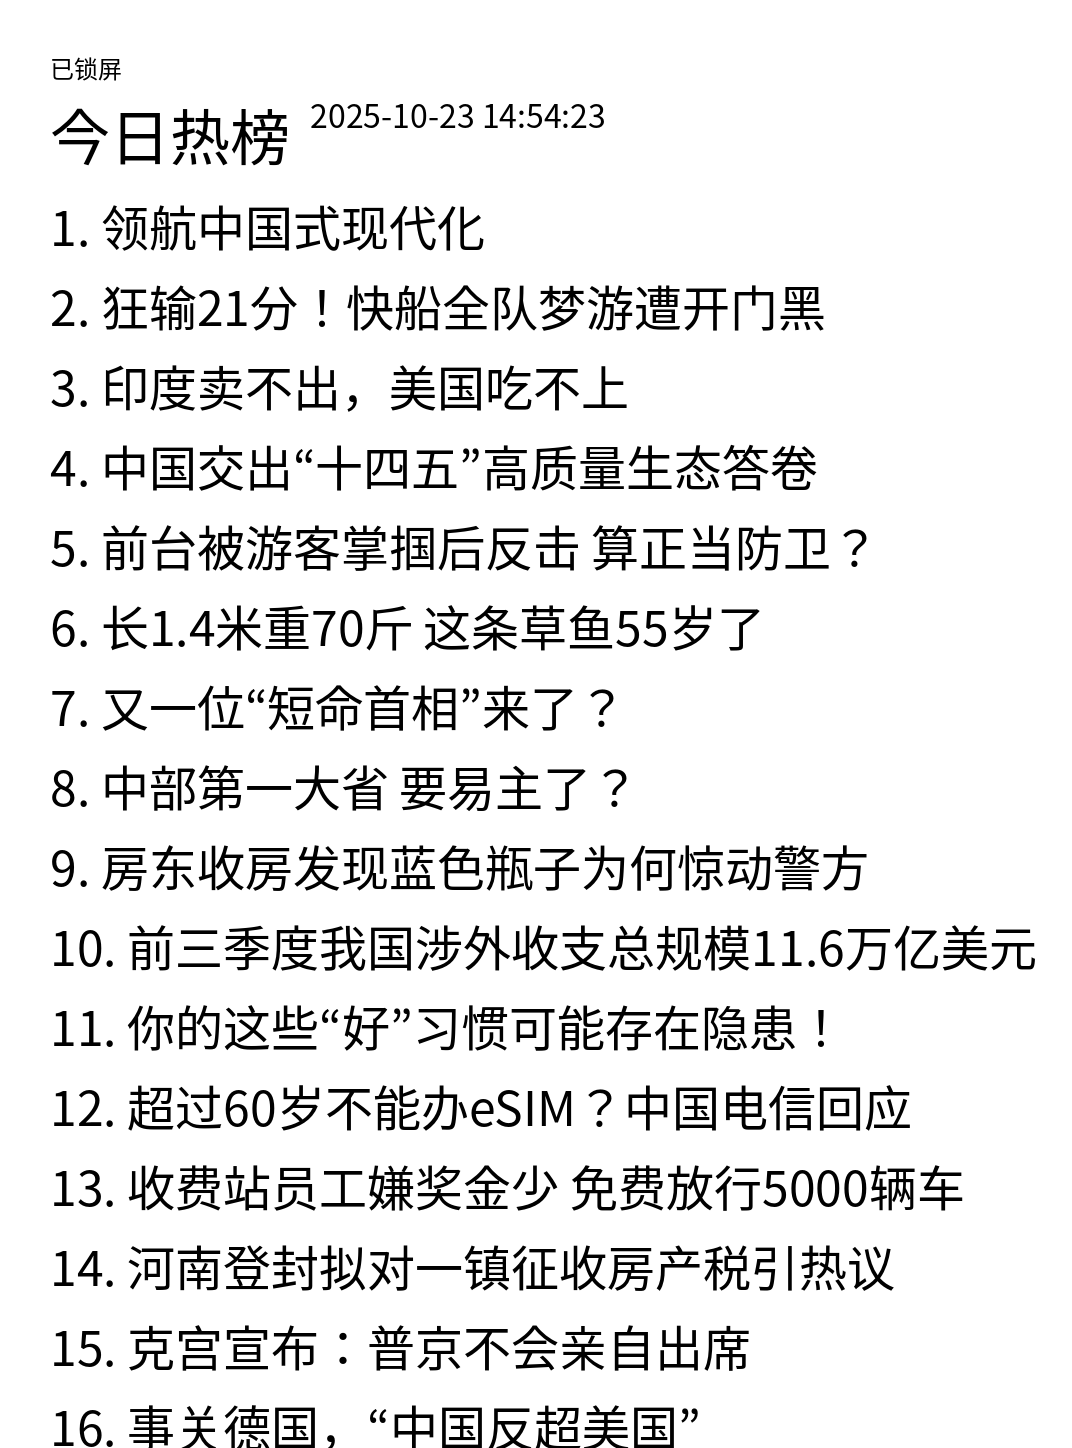 已锁屏
今日热榜 2025-10-23 14:54:23
1. 领航中国式现代化
2. 狂输21分！快船全队梦游遭开门黑
3. 印度卖不出，美国吃不上
4. 中国交出“十四五”高质量生态答卷
5. 前台被游客掌掴后反击 算正当防卫？
6. 长1.4米重70斤 这条草鱼55岁了
7. 又一位“短命首相”来了？
8. 中部第一大省 要易主了？
9. 房东收房发现蓝色瓶子为何惊动警方
10. 前三季度我国涉外收支总规模11.6万亿美元
11. 你的这些“好”习惯可能存在隐患！
12. 超过60岁不能办eSIM？中国电信回应
13. 收费站员工嫌奖金少 免费放行5000辆车
14. 河南登封拟对一镇征收房产税引热议
15. 克宫宣布：普京不会亲自出席
16. 事关德国，“中国反超美国”